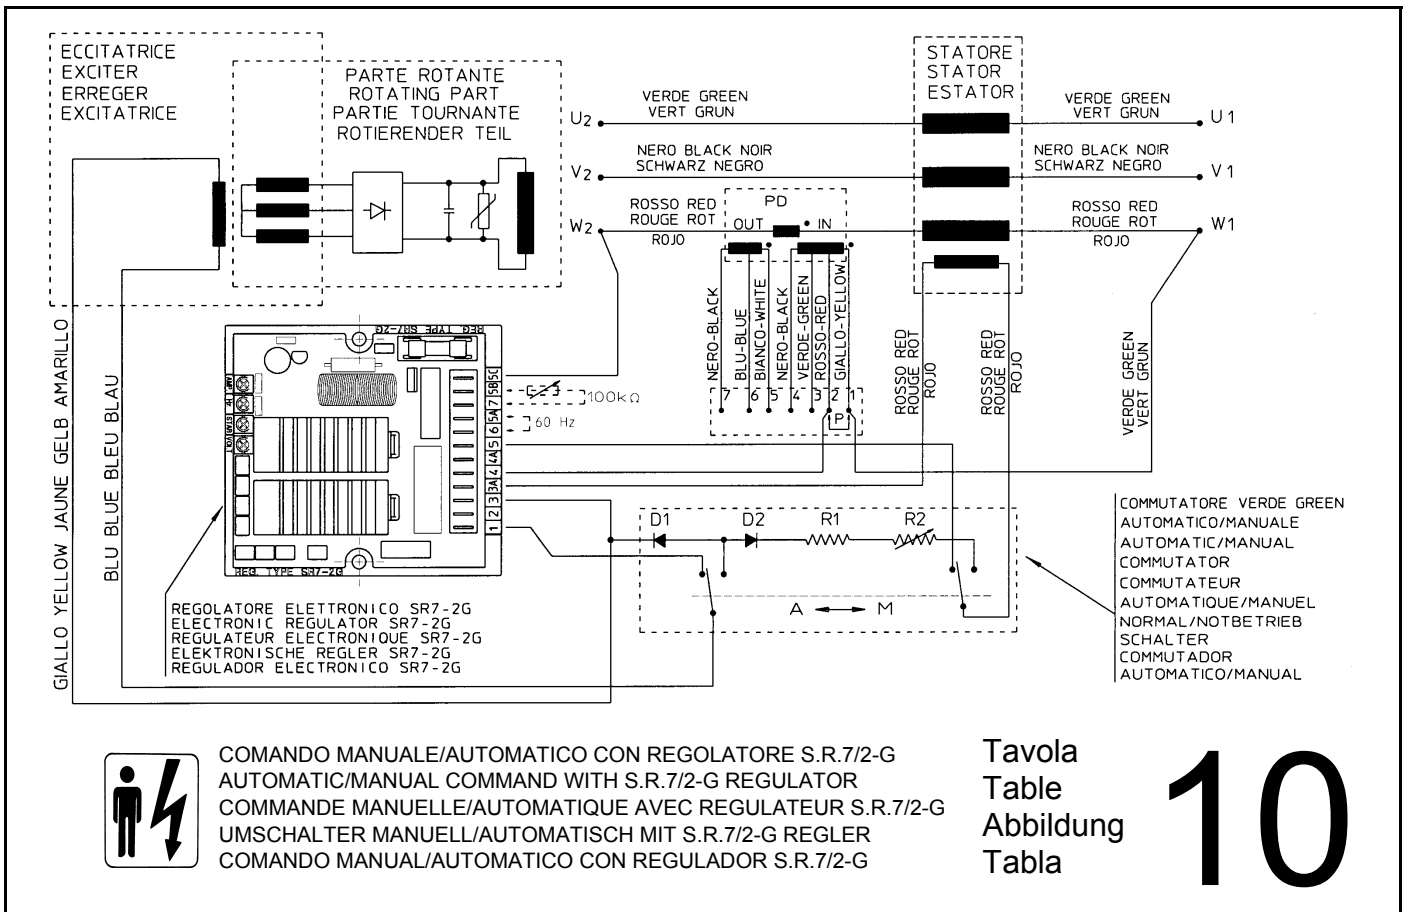 ECCITATRICE
EXCITER
ERREGER
EXCITATRICE
PARTE ROTANTE
ROTATING PART
PARTIE TOURNANTE
ROTIERENDER TEIL
STATORE
STATOR
ESTATOR
U2
VERDE GREEN
VERT GRUN
VERDE GREEN
VERT GRUN
U1
V2
NERO BLACK NOIR
SCHWARZ NEGRO
NERO BLACK NOIR
SCHWARZ NEGRO
V1
W2
ROSSO RED
ROUGE ROT
ROJO
PD
OUT
IN
ROSSO RED
ROUGE ROT
ROJO
W1
NERO-BLACK
BLU-BLUE
BIANCO-WHITE
NERO-BLACK
VERDE-GREEN
ROSSO-RED
GIALLO-YELLOW
7 6 5 4 3 2 1
P
ROSSO RED
ROUGE ROT
ROJO
ROSSO RED
ROUGE ROT
ROJO
VERDE GREEN
VERT GRUN
GIALLO YELLOW JAUNE GELB AMARILLO
BLU BLUE BLEU BLAU
REG. TYPE SR7-2G
AMP
Hz
STAB
VOLT
5C
5B
7
5A
6
5
4A
4
3A
3
2
1
100kΩ
60 Hz
REG. TYPE SR7-2G
REGOLATORE ELETTRONICO SR7-2G
ELECTRONIC REGULATOR SR7-2G
REGULATEUR ELECTRONIQUE SR7-2G
ELEKTRONISCHE REGLER SR7-2G
REGULADOR ELECTRONICO SR7-2G
D1
D2
R1
R2
A
M
COMMUTATORE VERDE GREEN
AUTOMATICO/MANUALE
AUTOMATIC/MANUAL
COMMUTATOR
COMMUTATEUR
AUTOMATIQUE/MANUEL
NORMAL/NOTBETRIEB
SCHALTER
COMMUTADOR
AUTOMATICO/MANUAL
COMANDO MANUALE/AUTOMATICO CON REGOLATORE S.R.7/2-G
AUTOMATIC/MANUAL COMMAND WITH S.R.7/2-G REGULATOR
COMMANDE MANUELLE/AUTOMATIQUE AVEC REGULATEUR S.R.7/2-G
UMSCHALTER MANUELL/AUTOMATISCH MIT S.R.7/2-G REGLER
COMANDO MANUAL/AUTOMATICO CON REGULADOR S.R.7/2-G
Tavola
Table
Abbildung
Tabla
10